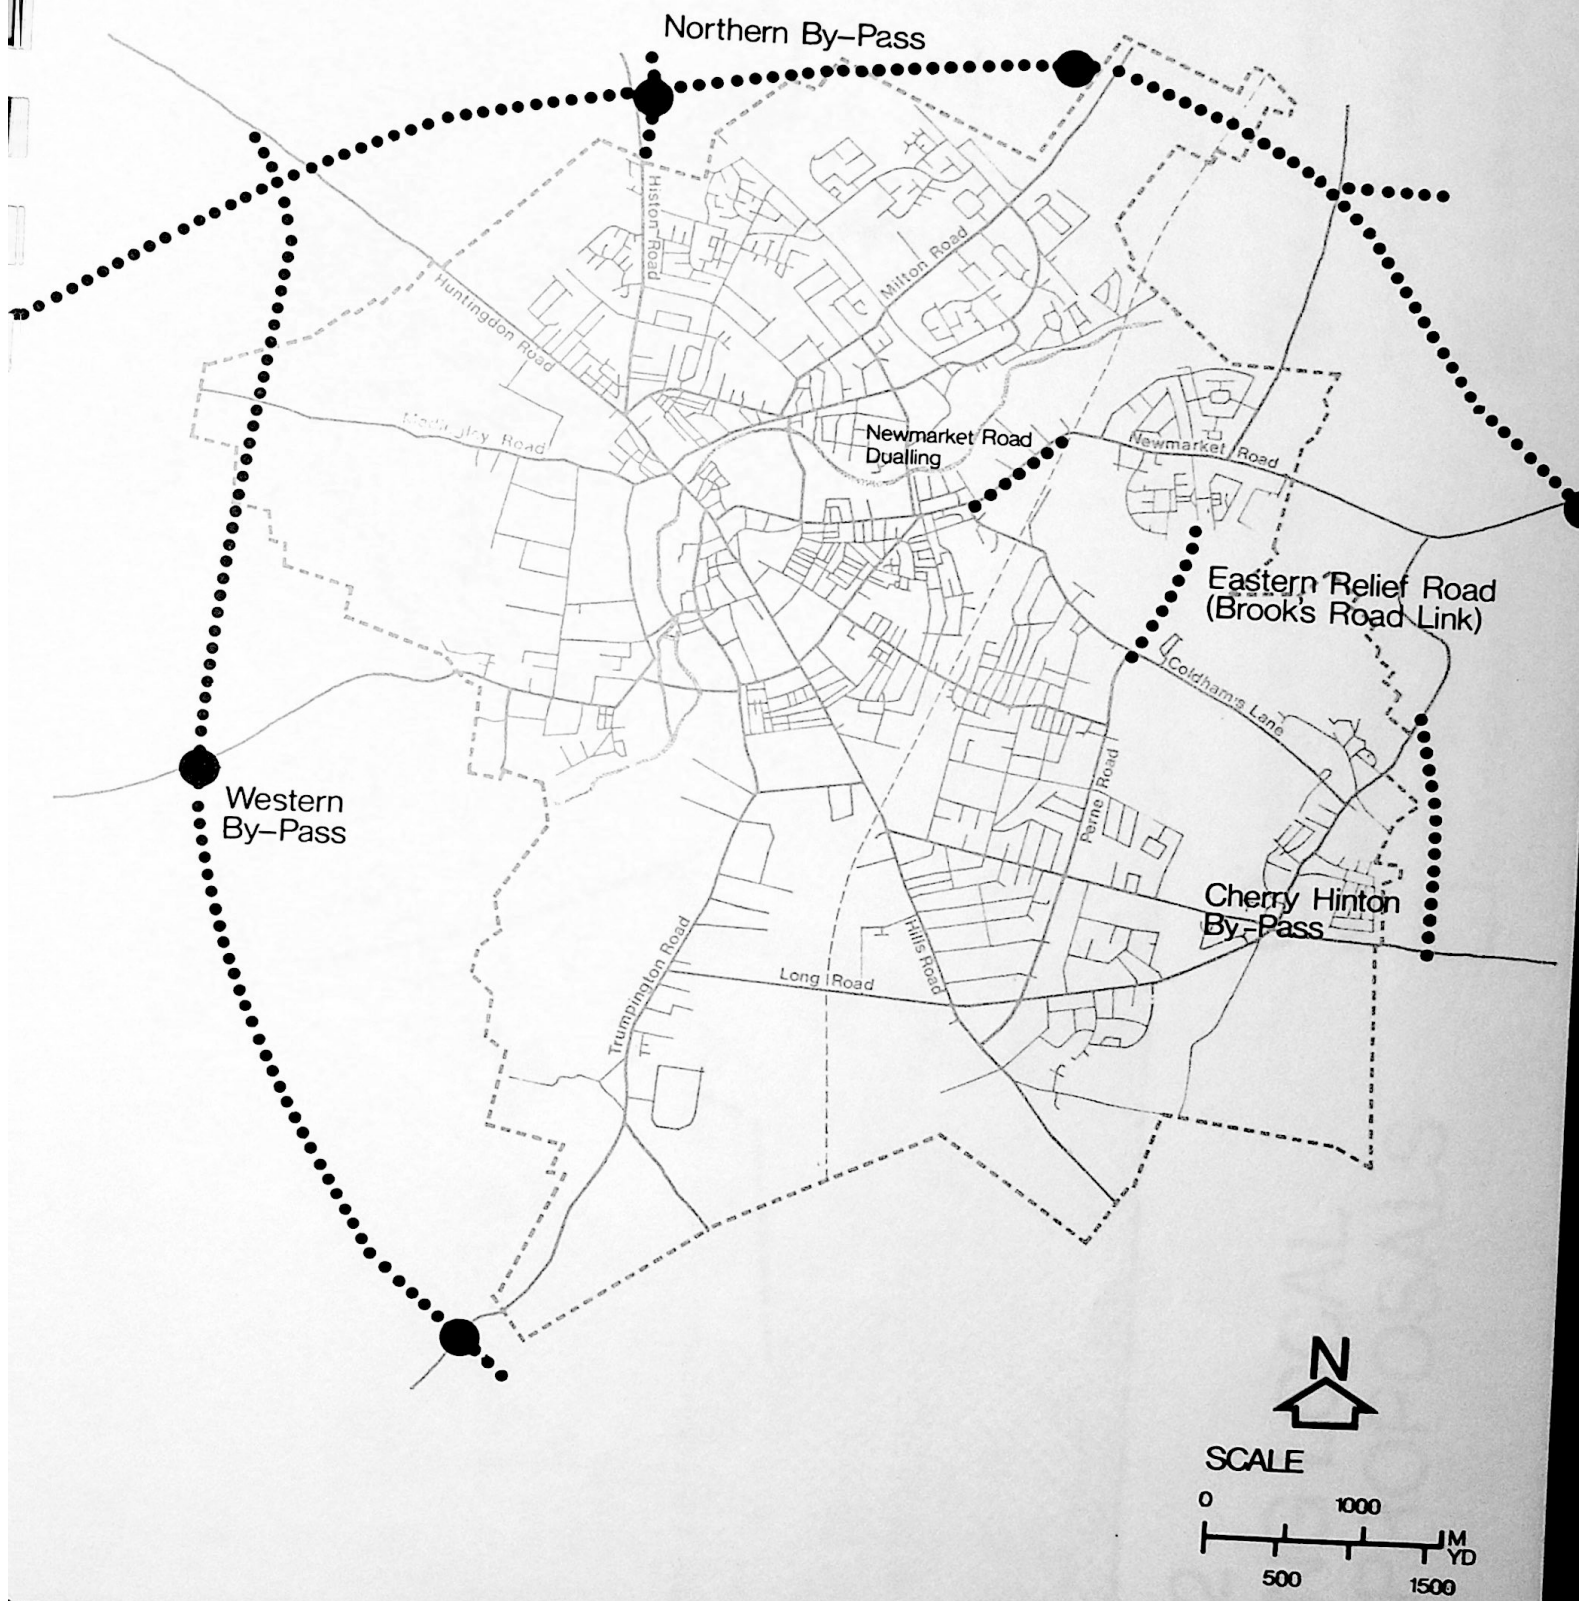 Northern By-Pass
Histon Road
Milton Road
Huntingdon Road
Madingley Road
Newmarket Road
Dualling
Newmarket Road
Eastern Relief Road
(Brook's Road Link)
Coldham's Lane
Western
By-Pass
Perne Road
Cherry Hinton
By-Pass
Trumpington Road
Hills Road
Long Road
N
SCALE
0 1000
M
YD
500 1500